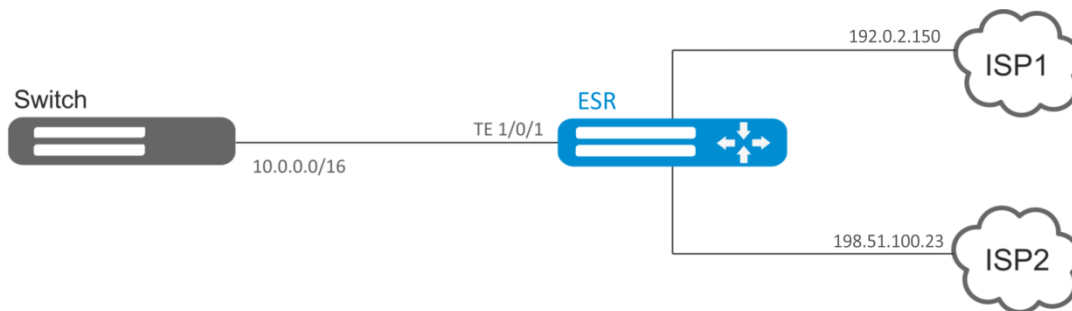 192.0.2.150
ISP1
Switch
ESR
TE 1/0/1
10.0.0.0/16
198.51.100.23
ISP2